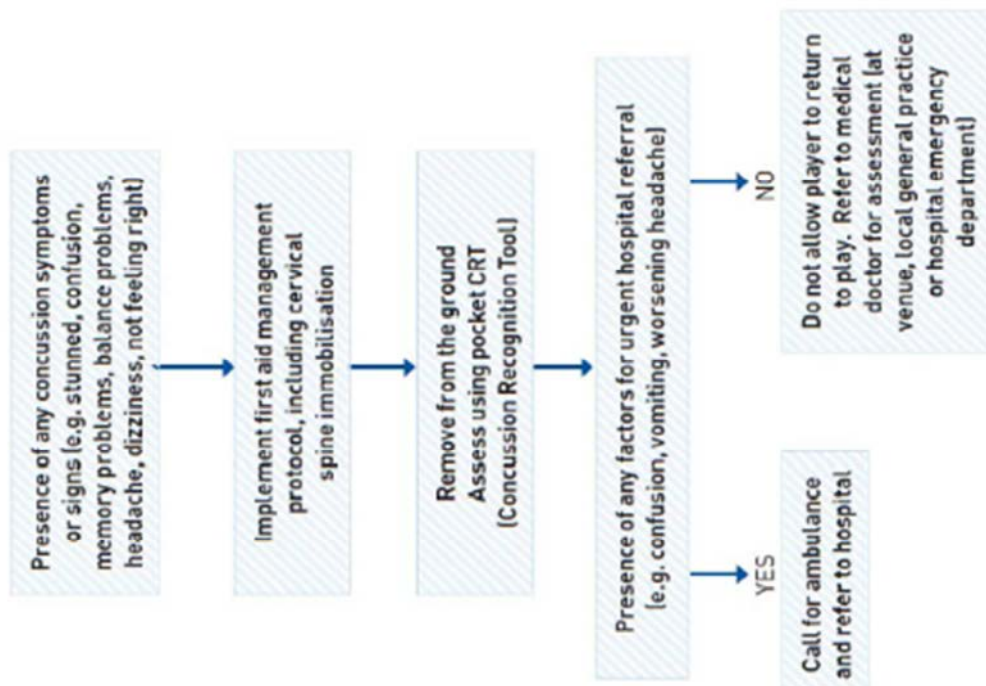 Presence of any concussion symptoms
or signs (e.g. stunned, confusion,
memory problems, balance problems,
headache, dizziness, not feeling right)
Implement first aid management
protocol, including cervical
spine immobilisation
Remove from the ground
Assess using pocket CRT
(Concussion Recognition Tool)
Presence of any factors for urgent hospital referral
(e.g. confusion, vomiting, worsening headache)
YES
NO
Call for ambulance
and refer to hospital
Do not allow player to return
to play. Refer to medical
doctor for assessment (at
venue, local general practice
or hospital emergency
department)